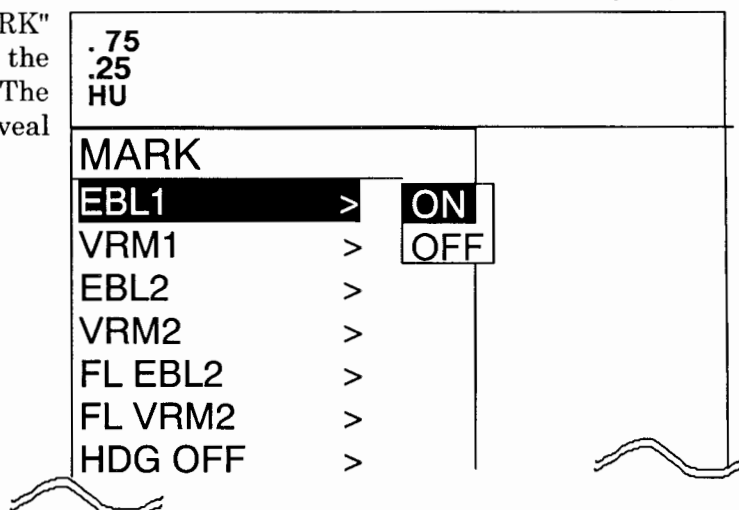 RK"
the
The
veal
. 75
.25
HU
MARK
EBL1 > ON
VRM1 > OFF
EBL2 >
VRM2 >
FL EBL2 >
FL VRM2 >
HDG OFF >